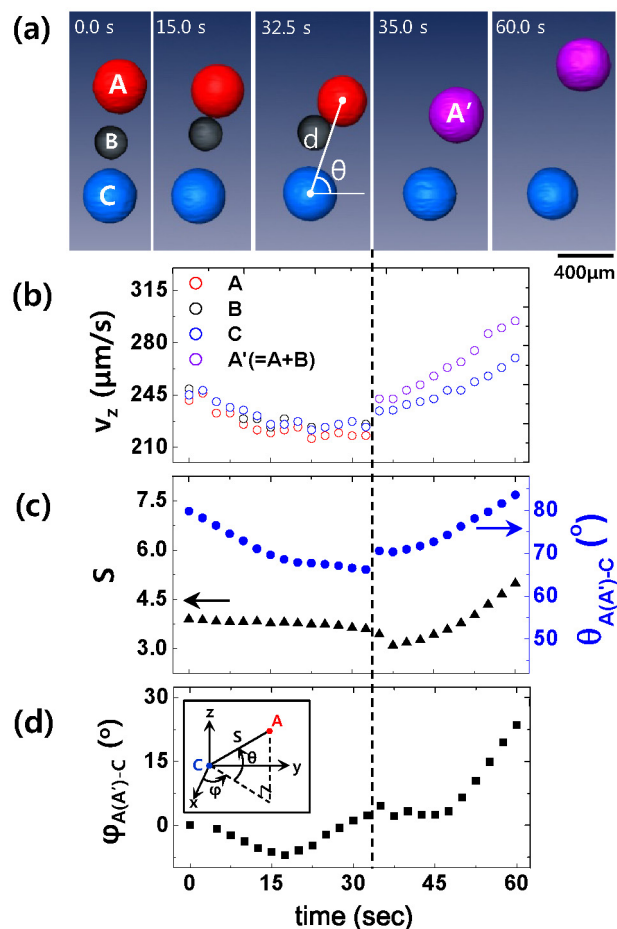 (a)
0.0 s 15.0 s 32.5 s 35.0 s 60.0 s
A
A′
B
d
θ
C
400μm
(b)
315
280
245
210
v_z (μm/s)
A
B
C
A'(=A+B)
(c)
7.5
6.0
4.5
3.0
S
80
70
60
50
θ_A(A')-C (°)
(d)
30
15
0
φ_A(A')-C (°)
z
A
S
C
θ
y
φ
x
0 15 30 45 60
time (sec)